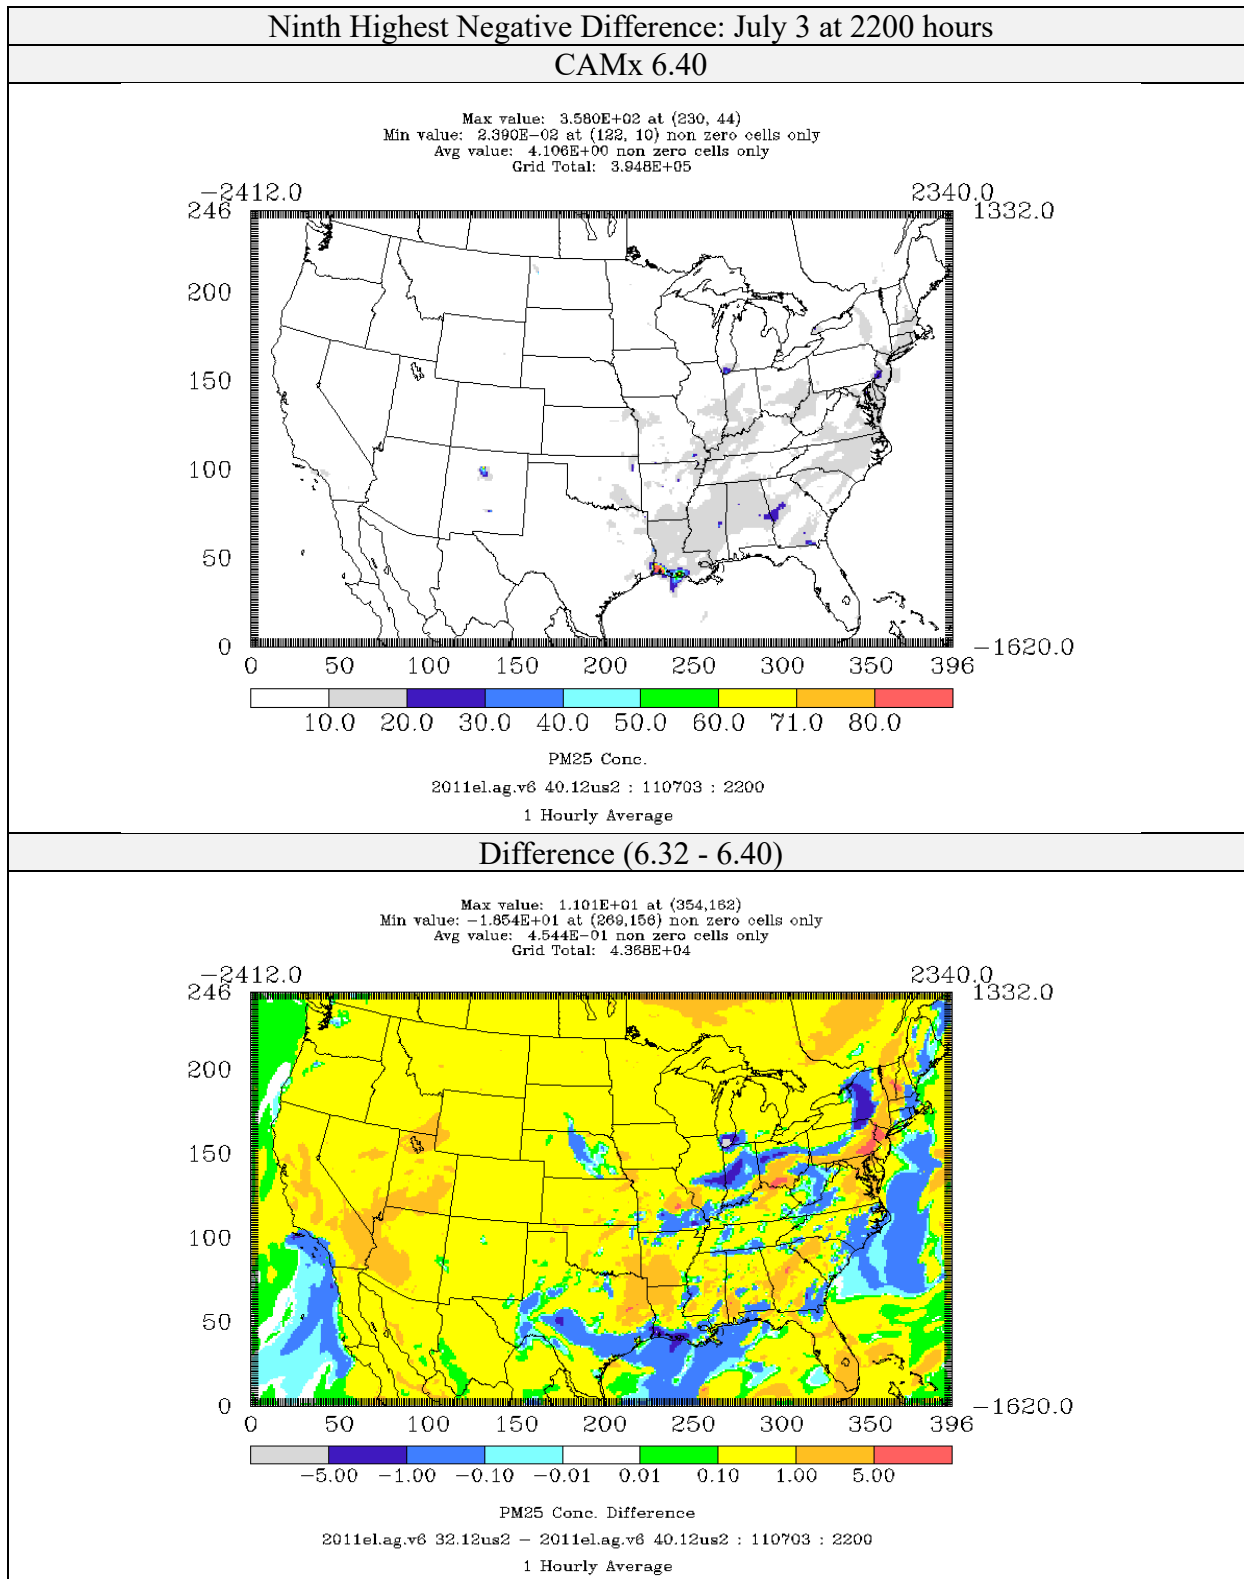 Ninth Highest Negative Difference: July 3 at 2200 hours
CAMx 6.40
Max value: 3.580E+02 at (230, 44)
Min value: 2.390E-02 at (122, 10) non zero cells only
Avg value: 4.106E+00 non zero cells only
Grid Total: 3.948E+05
-2412.0 2340.0
246 1332.0
200
150
100
50
0 -1620.0
0 50 100 150 200 250 300 350 396
10.0 20.0 30.0 40.0 50.0 60.0 71.0 80.0
PM25 Conc.
2011el.ag.v6 40.12us2 : 110703 : 2200
1 Hourly Average
Difference (6.32 - 6.40)
Max value: 1.101E+01 at (354,162)
Min value: -1.854E+01 at (269,156) non zero cells only
Avg value: 4.544E-01 non zero cells only
Grid Total: 4.368E+04
-2412.0 2340.0
246 1332.0
200
150
100
50
0 -1620.0
0 50 100 150 200 250 300 350 396
-5.00 -1.00 -0.10 -0.01 0.01 0.10 1.00 5.00
PM25 Conc. Difference
2011el.ag.v6 32.12us2 - 2011el.ag.v6 40.12us2 : 110703 : 2200
1 Hourly Average